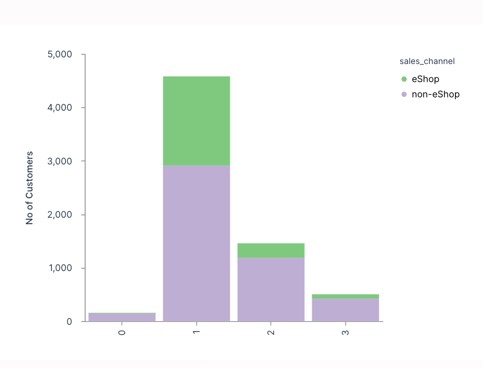 sales_channel
eShop
non-eShop
No of Customers
5,000
4,000
3,000
2,000
1,000
0
0
1
2
3